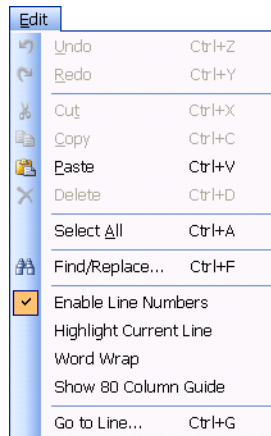 Edit
Undo Ctrl+Z
Redo Ctrl+Y
Cut Ctrl+X
Copy Ctrl+C
Paste Ctrl+V
Delete Ctrl+D
Select All Ctrl+A
Find/Replace... Ctrl+F
Enable Line Numbers
Highlight Current Line
Word Wrap
Show 80 Column Guide
Go to Line... Ctrl+G